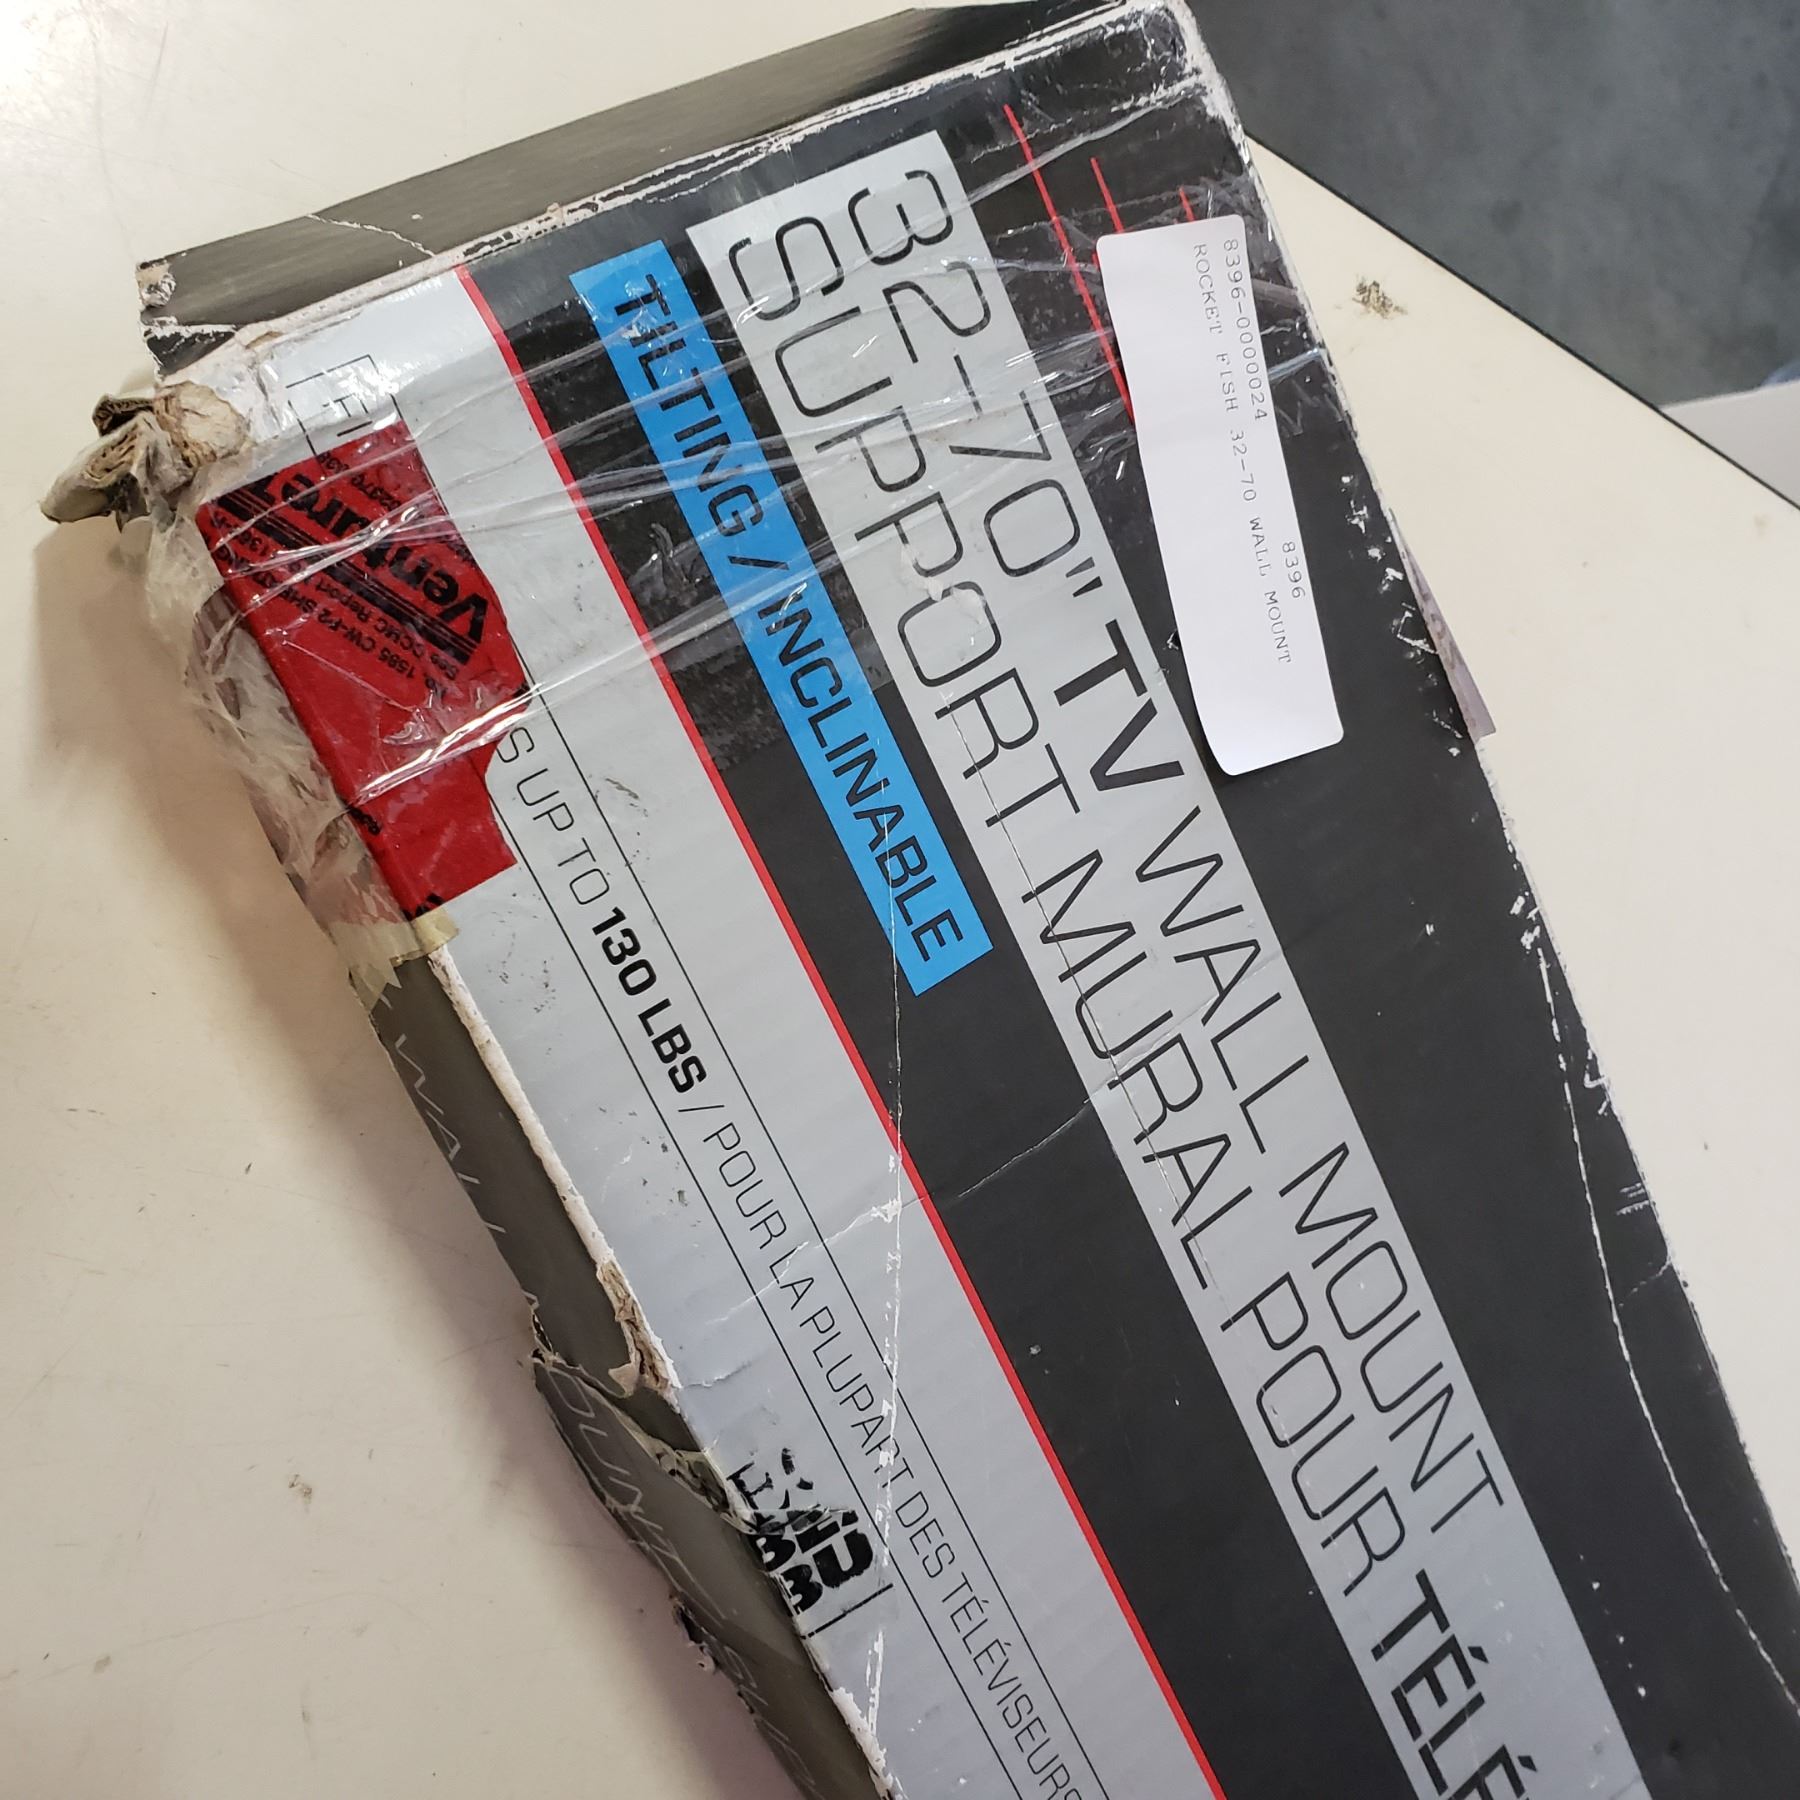 32–70" TV WALL MOUNT
SUPPORT MURAL POUR TÉLÉ
TILTING / INCLINABLE
S UP TO 130 LBS / POUR LA PLUPART DES TÉLÉVISEURS
8396
8396-0000024
ROCKET FISH 32-70 WALL MOUNT
Venture